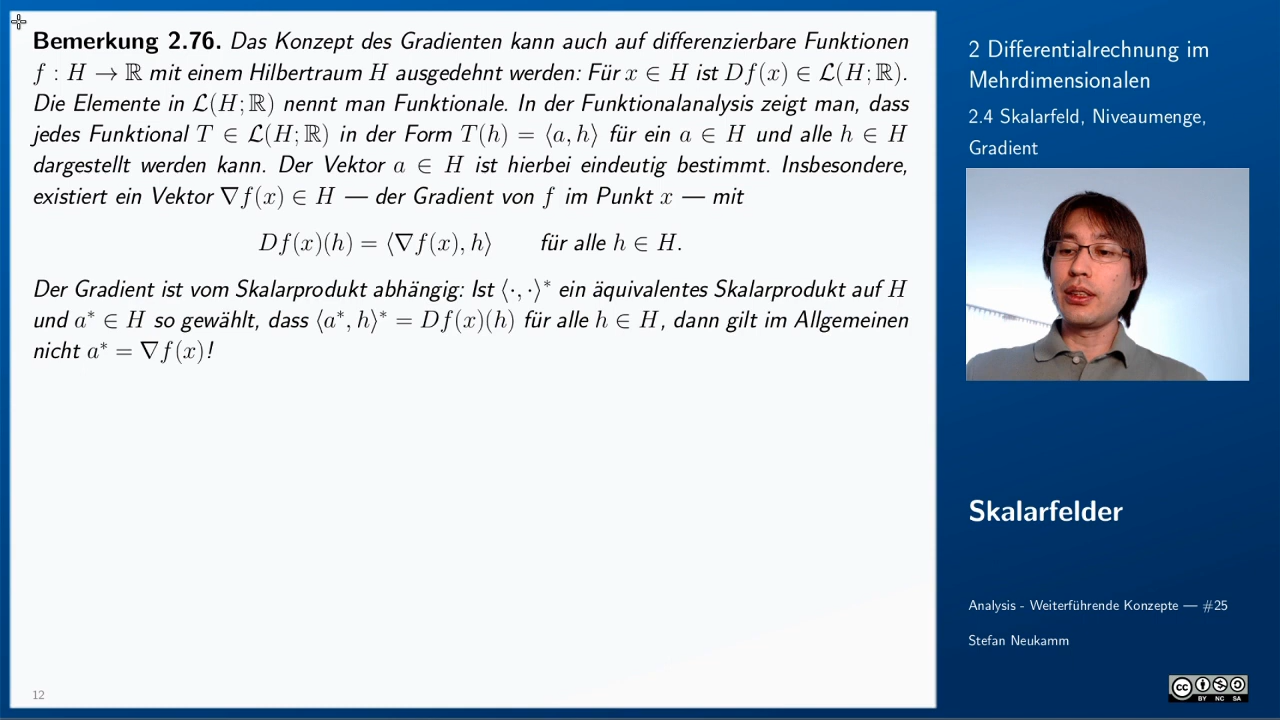 Bemerkung 2.76. Das Konzept des Gradienten kann auch auf differenzierbare Funktionen
f : H → ℝ mit einem Hilbertraum H ausgedehnt werden: Für x ∈ H ist Df(x) ∈ ℒ(H; ℝ).
Die Elemente in ℒ(H; ℝ) nennt man Funktionale. In der Funktionalanalysis zeigt man, dass
jedes Funktional T ∈ ℒ(H; ℝ) in der Form T(h) = ⟨a, h⟩ für ein a ∈ H und alle h ∈ H
dargestellt werden kann. Der Vektor a ∈ H ist hierbei eindeutig bestimmt. Insbesondere,
existiert ein Vektor ∇f(x) ∈ H — der Gradient von f im Punkt x — mit
Df(x)(h) = ⟨∇f(x), h⟩ für alle h ∈ H.
Der Gradient ist vom Skalarprodukt abhängig: Ist ⟨·, ·⟩* ein äquivalentes Skalarprodukt auf H
und a* ∈ H so gewählt, dass ⟨a*, h⟩* = Df(x)(h) für alle h ∈ H, dann gilt im Allgemeinen
nicht a* = ∇f(x)!
12
2 Differentialrechnung im
Mehrdimensionalen
2.4 Skalarfeld, Niveaumenge,
Gradient
Skalarfelder
Analysis - Weiterführende Konzepte — #25
Stefan Neukamm
cc BY NC SA